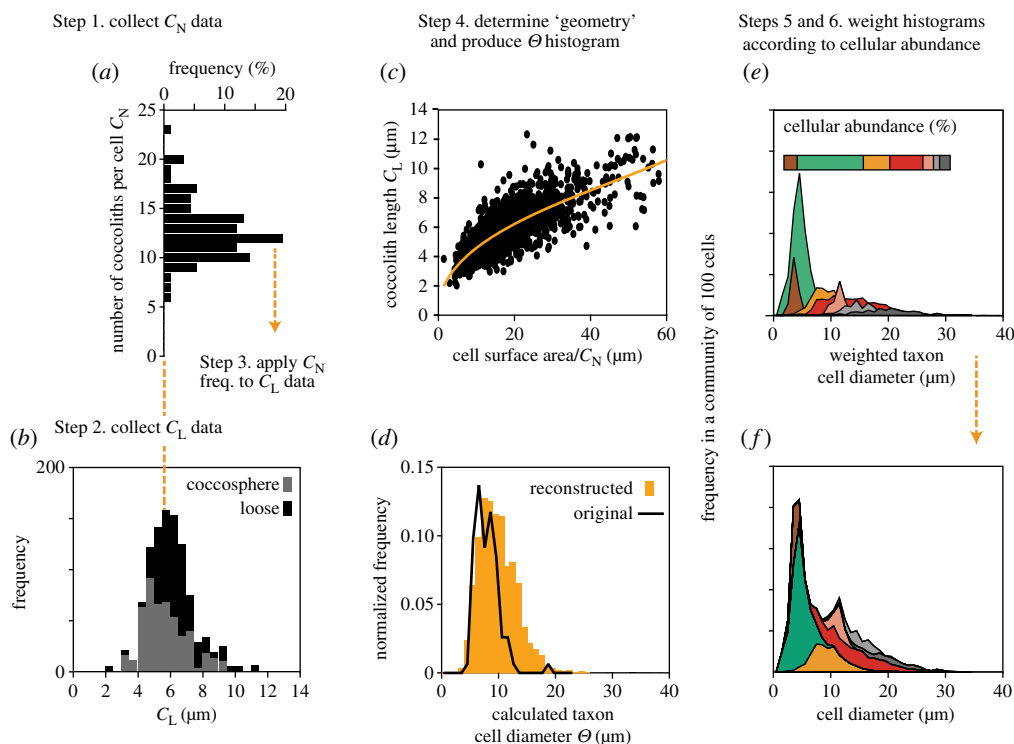 Step 1. collect C_N data
Step 4. determine ‘geometry’
and produce Θ histogram
Steps 5 and 6. weight histograms
according to cellular abundance
(a)
frequency (%)
0 10 20
25
20
15
10
5
0
number of coccoliths per cell C_N
Step 3. apply C_N
freq. to C_L data
(c)
14
12
10
8
6
4
2
0
coccolith length C_L (μm)
0 20 40 60
cell surface area/C_N (μm)
(e)
cellular abundance (%)
0 10 20 30 40
weighted taxon
cell diameter (μm)
frequency in a community of 100 cells
(b)
Step 2. collect C_L data
200
0
frequency
coccosphere
loose
0 2 4 6 8 10 12 14
C_L (μm)
(d)
0.15
0.10
0.05
0
normalized frequency
reconstructed
original
0 10 20 30 40
calculated taxon
cell diameter Θ (μm)
(f)
0 10 20 30 40
cell diameter (μm)